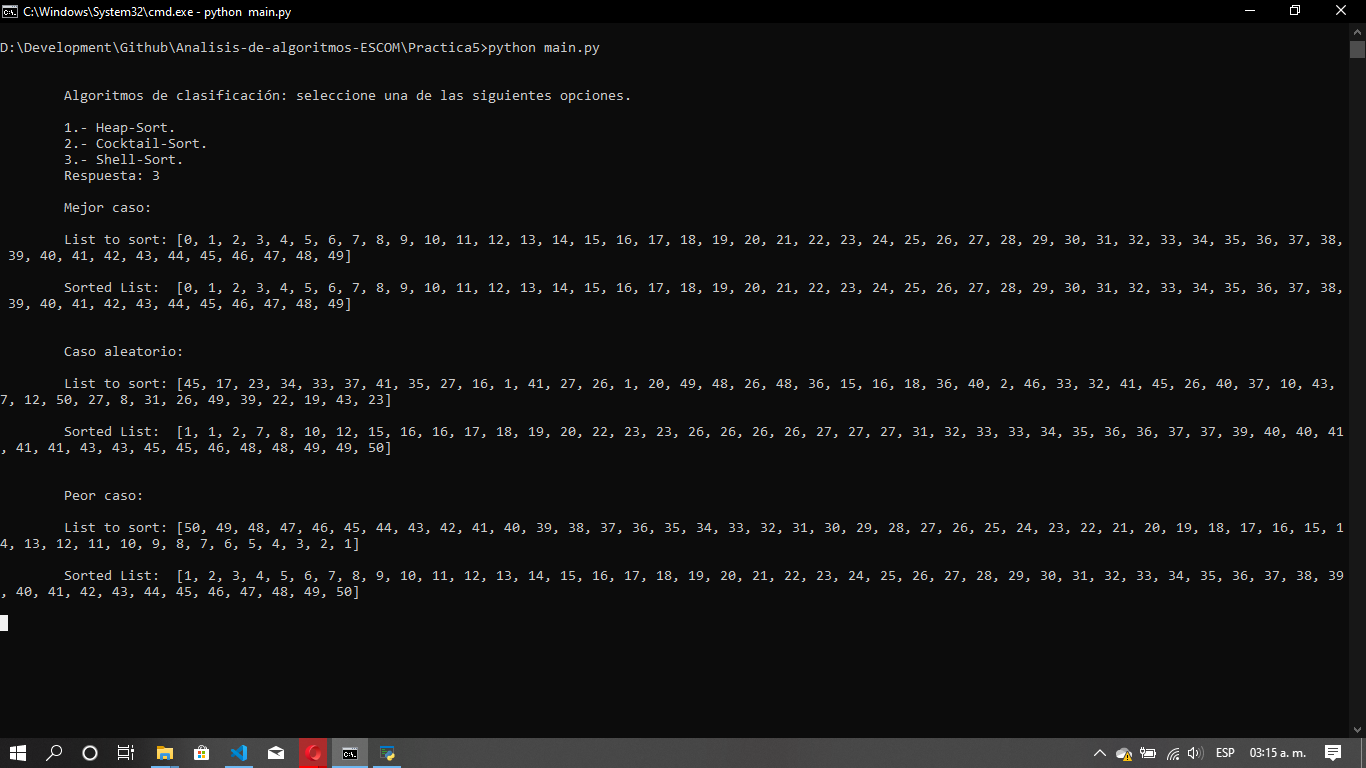 C:\Windows\System32\cmd.exe - python  main.py
D:\Development\Github\Analisis-de-algoritmos-ESCOM\Practica5>python main.py
Algoritmos de clasificación: seleccione una de las siguientes opciones.
1.- Heap-Sort.
2.- Cocktail-Sort.
3.- Shell-Sort.
Respuesta: 3
Mejor caso:
List to sort: [0, 1, 2, 3, 4, 5, 6, 7, 8, 9, 10, 11, 12, 13, 14, 15, 16, 17, 18, 19, 20, 21, 22, 23, 24, 25, 26, 27, 28, 29, 30, 31, 32, 33, 34, 35, 36, 37, 38,
39, 40, 41, 42, 43, 44, 45, 46, 47, 48, 49]
Sorted List:  [0, 1, 2, 3, 4, 5, 6, 7, 8, 9, 10, 11, 12, 13, 14, 15, 16, 17, 18, 19, 20, 21, 22, 23, 24, 25, 26, 27, 28, 29, 30, 31, 32, 33, 34, 35, 36, 37, 38,
39, 40, 41, 42, 43, 44, 45, 46, 47, 48, 49]
Caso aleatorio:
List to sort: [45, 17, 23, 34, 33, 37, 41, 35, 27, 16, 1, 41, 27, 26, 1, 20, 49, 48, 26, 48, 36, 15, 16, 18, 36, 40, 2, 46, 33, 32, 41, 45, 26, 40, 37, 10, 43,
7, 12, 50, 27, 8, 31, 26, 49, 39, 22, 19, 43, 23]
Sorted List:  [1, 1, 2, 7, 8, 10, 12, 15, 16, 16, 17, 18, 19, 20, 22, 23, 23, 26, 26, 26, 26, 27, 27, 27, 31, 32, 33, 33, 34, 35, 36, 36, 37, 37, 39, 40, 40, 41
, 41, 41, 43, 43, 45, 45, 46, 48, 48, 49, 49, 50]
Peor caso:
List to sort: [50, 49, 48, 47, 46, 45, 44, 43, 42, 41, 40, 39, 38, 37, 36, 35, 34, 33, 32, 31, 30, 29, 28, 27, 26, 25, 24, 23, 22, 21, 20, 19, 18, 17, 16, 15, 1
4, 13, 12, 11, 10, 9, 8, 7, 6, 5, 4, 3, 2, 1]
Sorted List:  [1, 2, 3, 4, 5, 6, 7, 8, 9, 10, 11, 12, 13, 14, 15, 16, 17, 18, 19, 20, 21, 22, 23, 24, 25, 26, 27, 28, 29, 30, 31, 32, 33, 34, 35, 36, 37, 38, 39
, 40, 41, 42, 43, 44, 45, 46, 47, 48, 49, 50]
ESP 03:15 a. m.